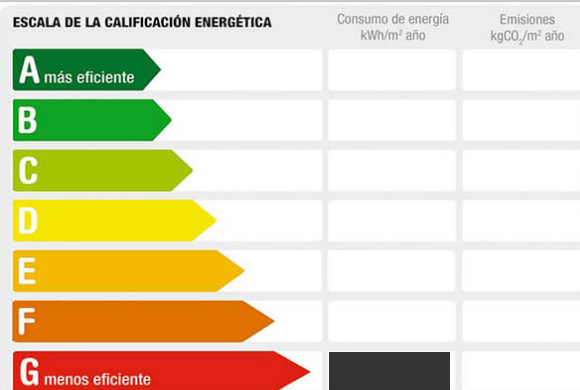 ESCALA DE LA CALIFICACIÓN ENERGÉTICA
Consumo de energía
kWh/m² año
Emisiones
kgCO₂/m² año
A más eficiente
B
C
D
E
F
G menos eficiente